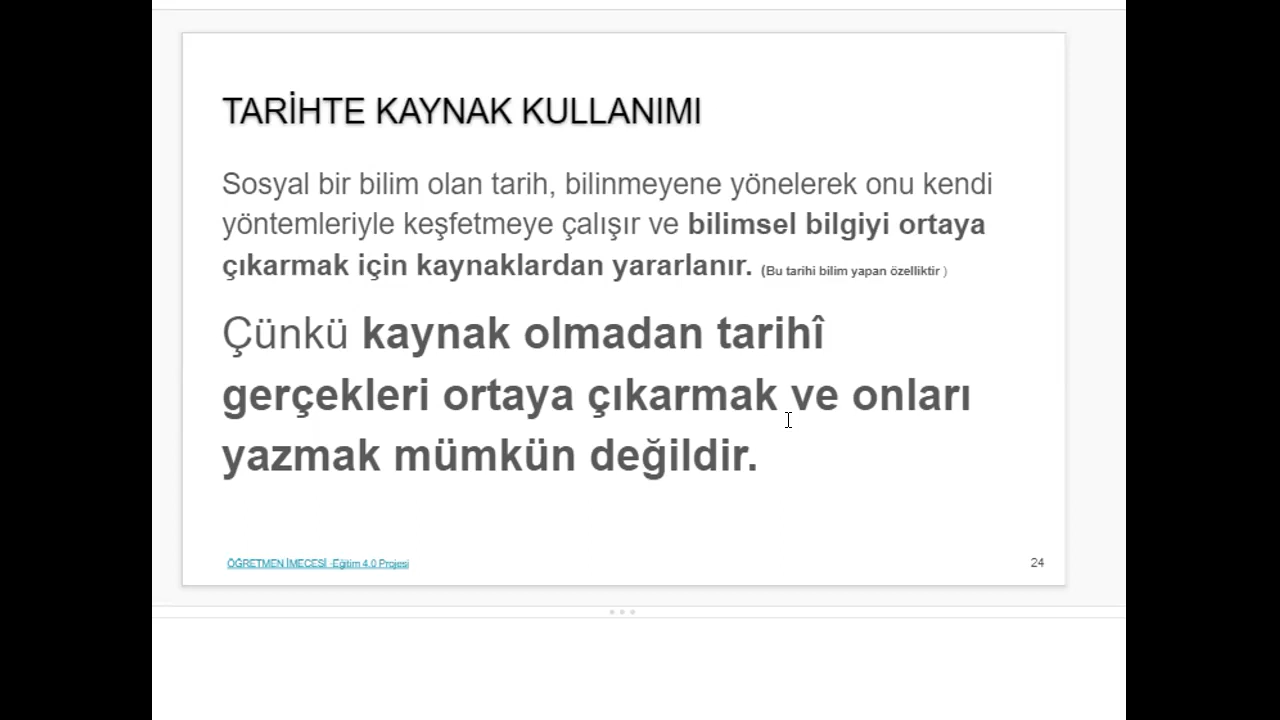 TARİHTE KAYNAK KULLANIMI
Sosyal bir bilim olan tarih, bilinmeyene yönelerek onu kendi
yöntemleriyle keşfetmeye çalışır ve bilimsel bilgiyi ortaya
çıkarmak için kaynaklardan yararlanır. (Bu tarihi bilim yapan özelliktir )
Çünkü kaynak olmadan tarihî
gerçekleri ortaya çıkarmak ve onları
yazmak mümkün değildir.
ÖĞRETMEN İMECESİ -Eğitim 4.0 Projesi
24